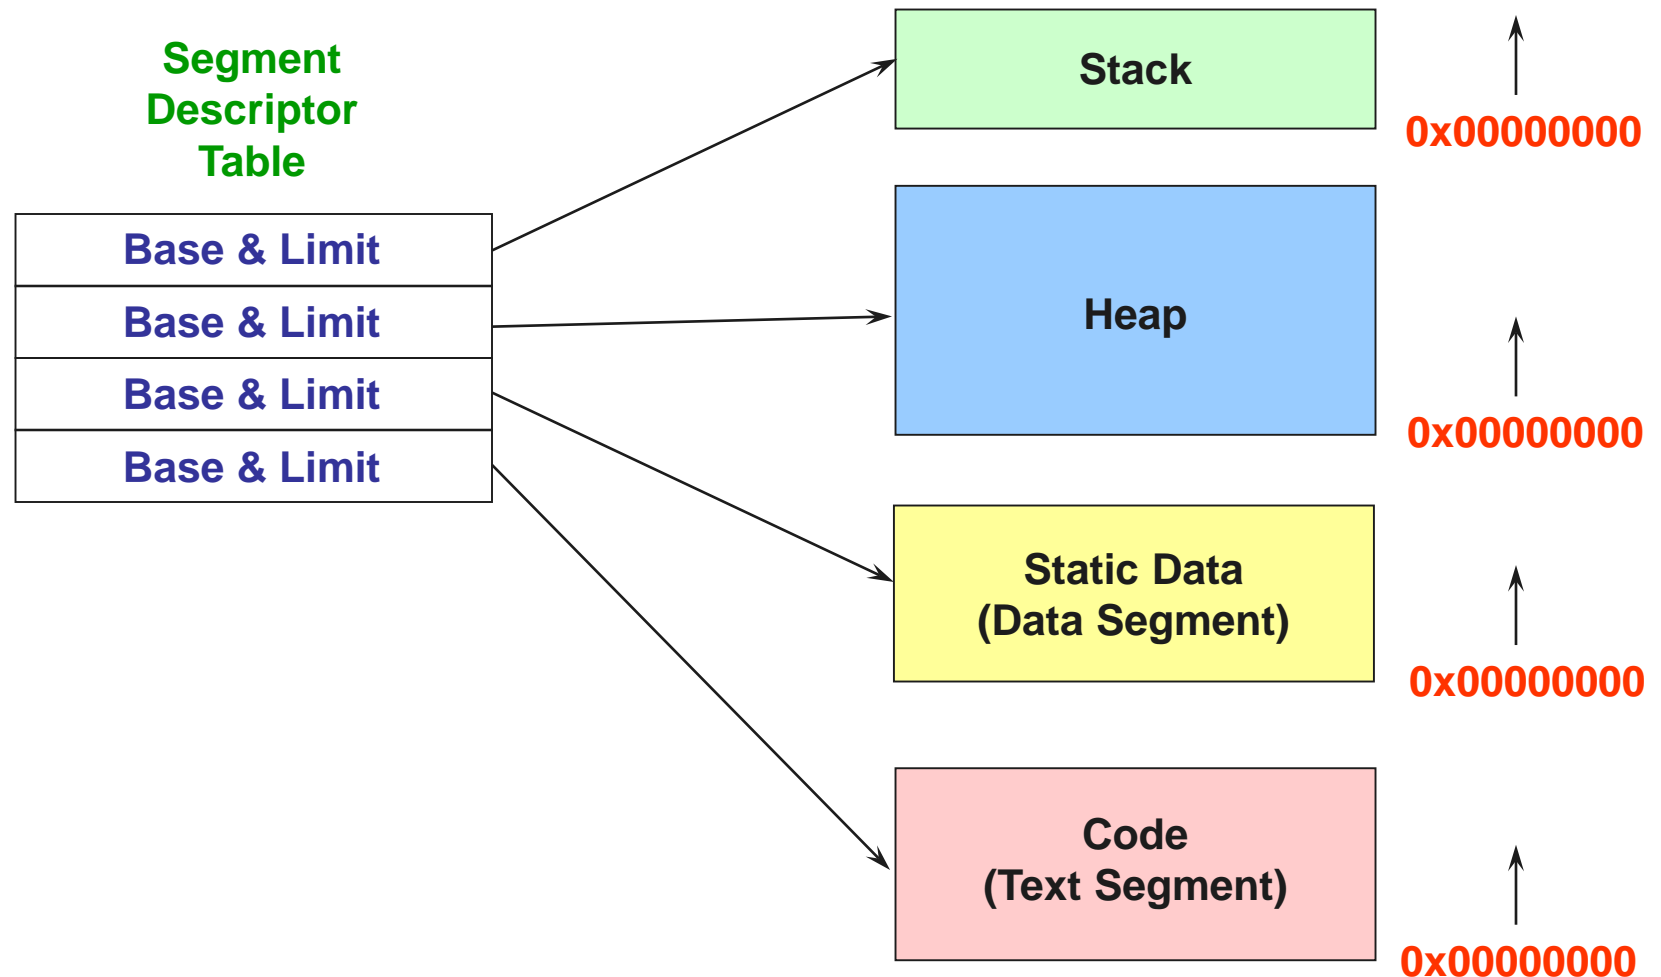 Segment
Descriptor
Table
Base & Limit
Base & Limit
Base & Limit
Base & Limit
Stack
0x00000000
Heap
0x00000000
Static Data
(Data Segment)
0x00000000
Code
(Text Segment)
0x00000000